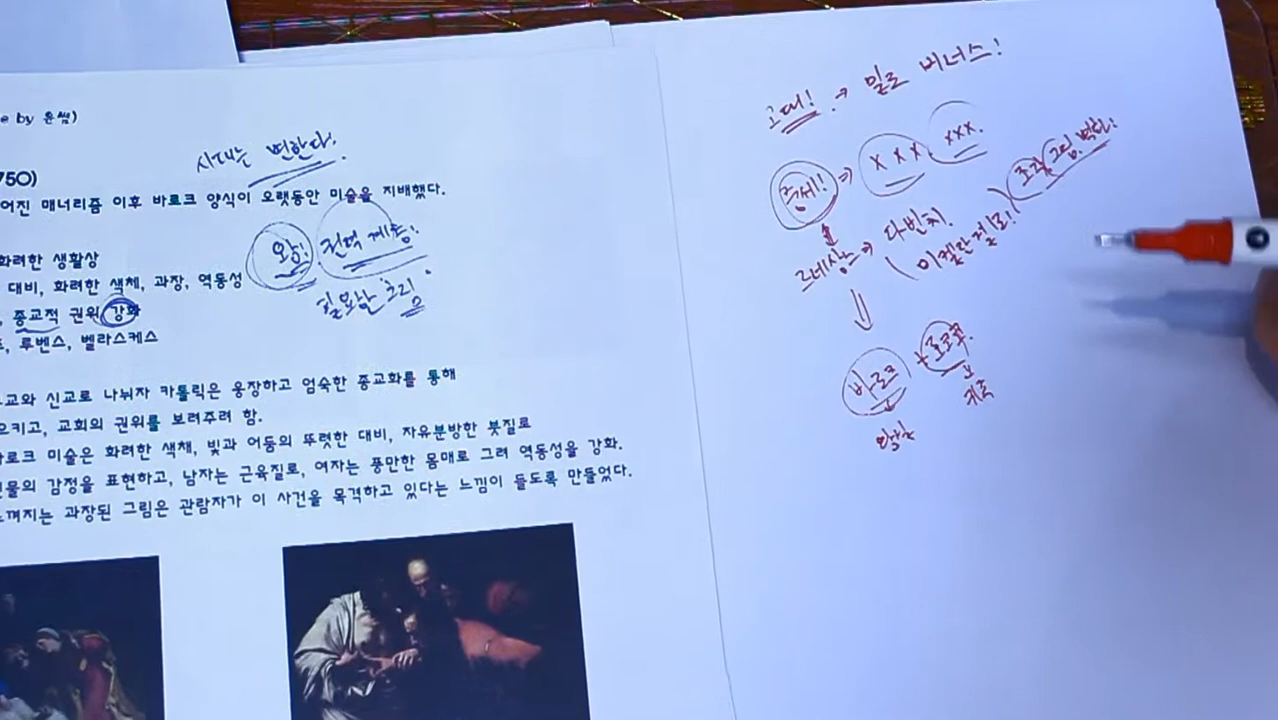 e by 윤쌤)
시대는 변한다!
750)
어진 매너리즘 이후 바로크 양식이 오랫동안 미술을 지배했다.
화려한 생활상
대비, 화려한 색체, 과장, 역동성
왕! 권력 계층!
, 종교적 권위 강화
필요한 그림
, 루벤스, 벨라스케스
교와 신교로 나뉘자 카톨릭은 웅장하고 엄숙한 종교화를 통해
으키고, 교회의 권위를 보려주려 함.
로크 미술은 화려한 색채, 빛과 어둠의 뚜렷한 대비, 자유분방한 붓질로
물의 감정을 표현하고, 남자는 근육질로, 여자는 풍만한 몸매로 그려 역동성을 강화.
껴지는 과장된 그림은 관람자가 이 사건을 목격하고 있다는 느낌이 들도록 만들었다.
고대! → 밀로 비너스!
중세! ⇒ x x x xxx.
르네상스 → 다빈치.
미켈란젤로! 조각 그림 벽화!
바로크 + 로코코.
왕실
귀족